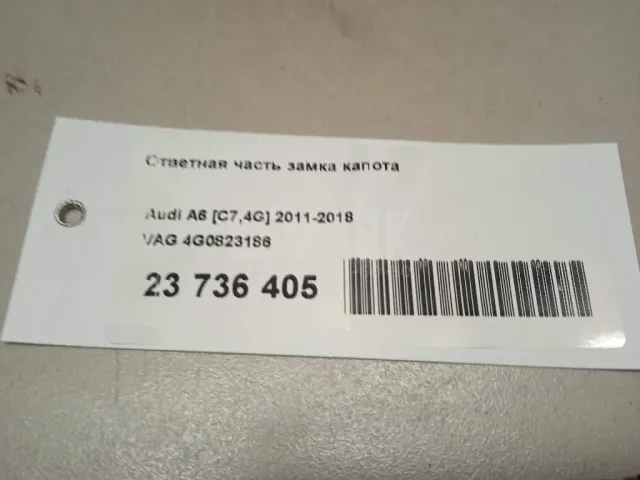 Ответная часть замка капота
Audi A6 [C7,4G] 2011-2018
VAG 4G0823186
23 736 405